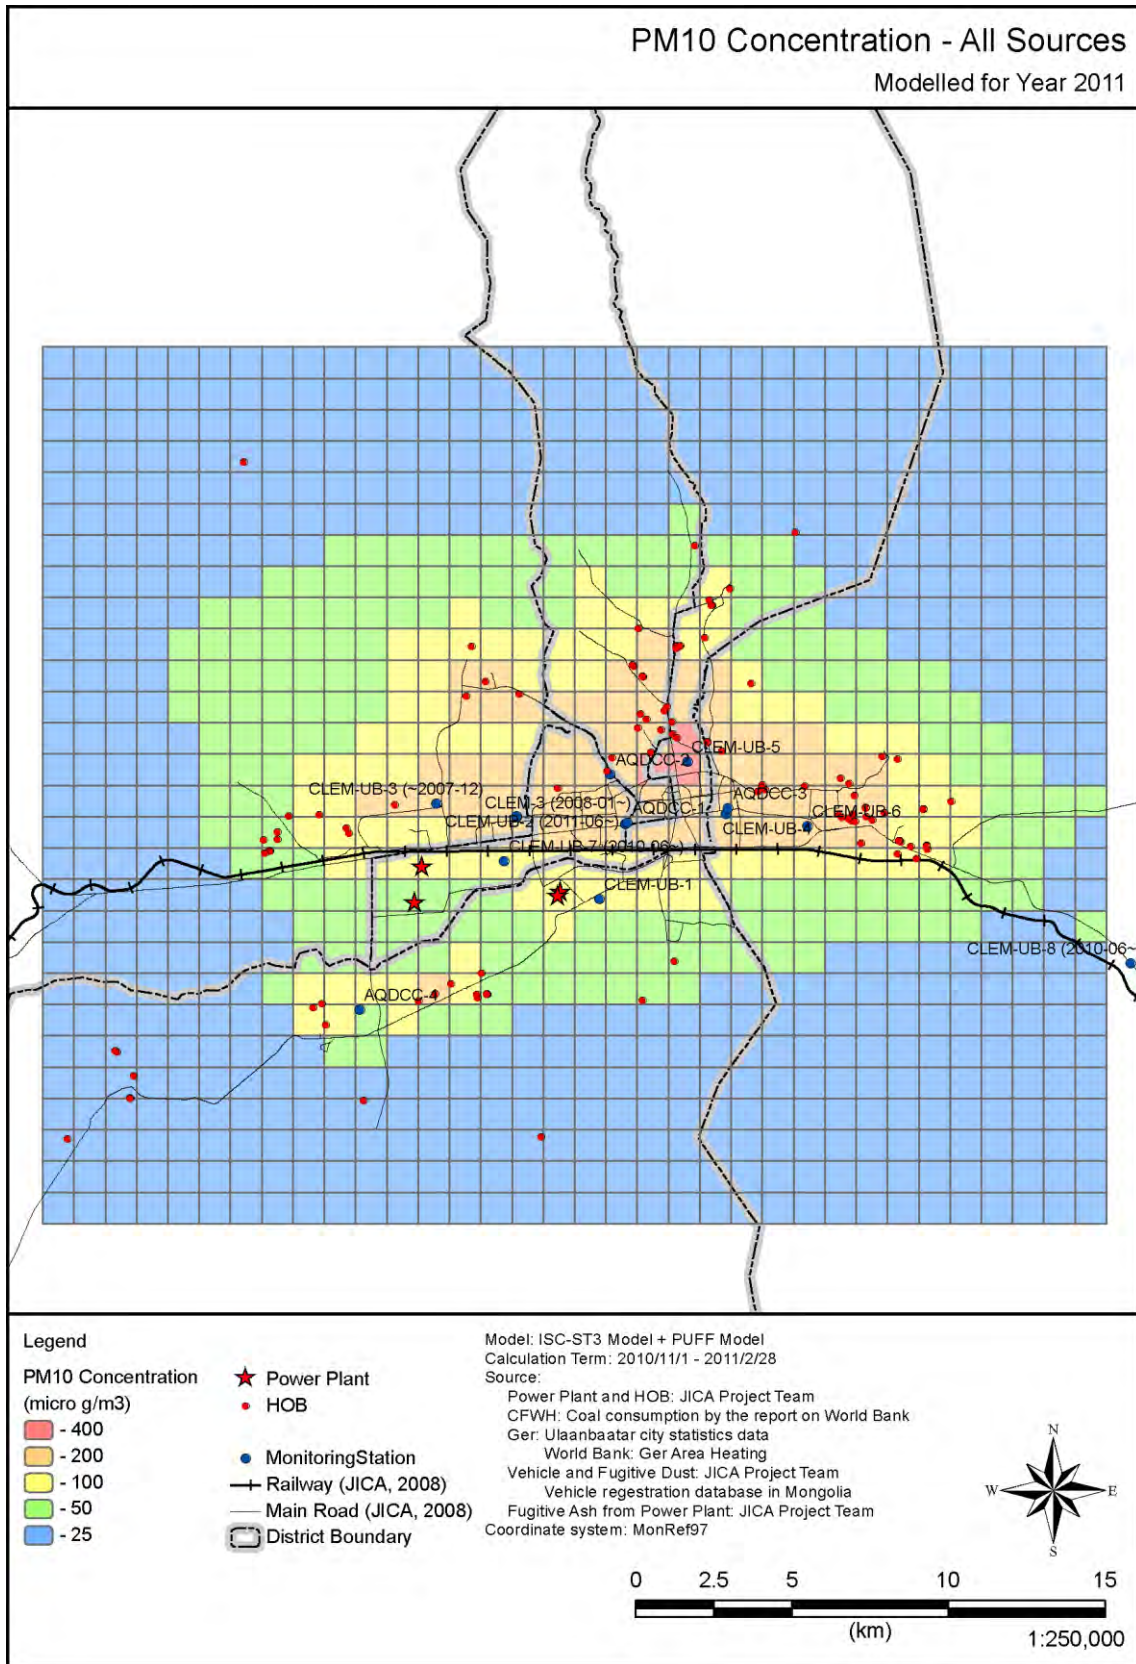 PM10 Concentration - All Sources
Modelled for Year 2011
CLEM-UB-5
AQDCC-2
CLEM-UB-3 (~2007-12)
CLEM-3 (2008-01~)
AQDCC-1
AQDCC-3
CLEM-UB-6
CLEM-UB-2 (2011-06~)
CLEM-UB-4
CLEM-UB-7 (2010-06~)
CLEM-UB-1
CLEM-UB-8 (2010-06~
AQDCC-4
Legend
PM10 Concentration
(micro g/m3)
- 400
- 200
- 100
- 50
- 25
Power Plant
HOB
MonitoringStation
Railway (JICA, 2008)
Main Road (JICA, 2008)
District Boundary
Model: ISC-ST3 Model + PUFF Model
Calculation Term: 2010/11/1 - 2011/2/28
Source:
Power Plant and HOB: JICA Project Team
CFWH: Coal consumption by the report on World Bank
Ger: Ulaanbaatar city statistics data
World Bank: Ger Area Heating
Vehicle and Fugitive Dust: JICA Project Team
Vehicle regestration database in Mongolia
Fugitive Ash from Power Plant: JICA Project Team
Coordinate system: MonRef97
N
W
E
S
0 2.5 5 10 15
(km)
1:250,000